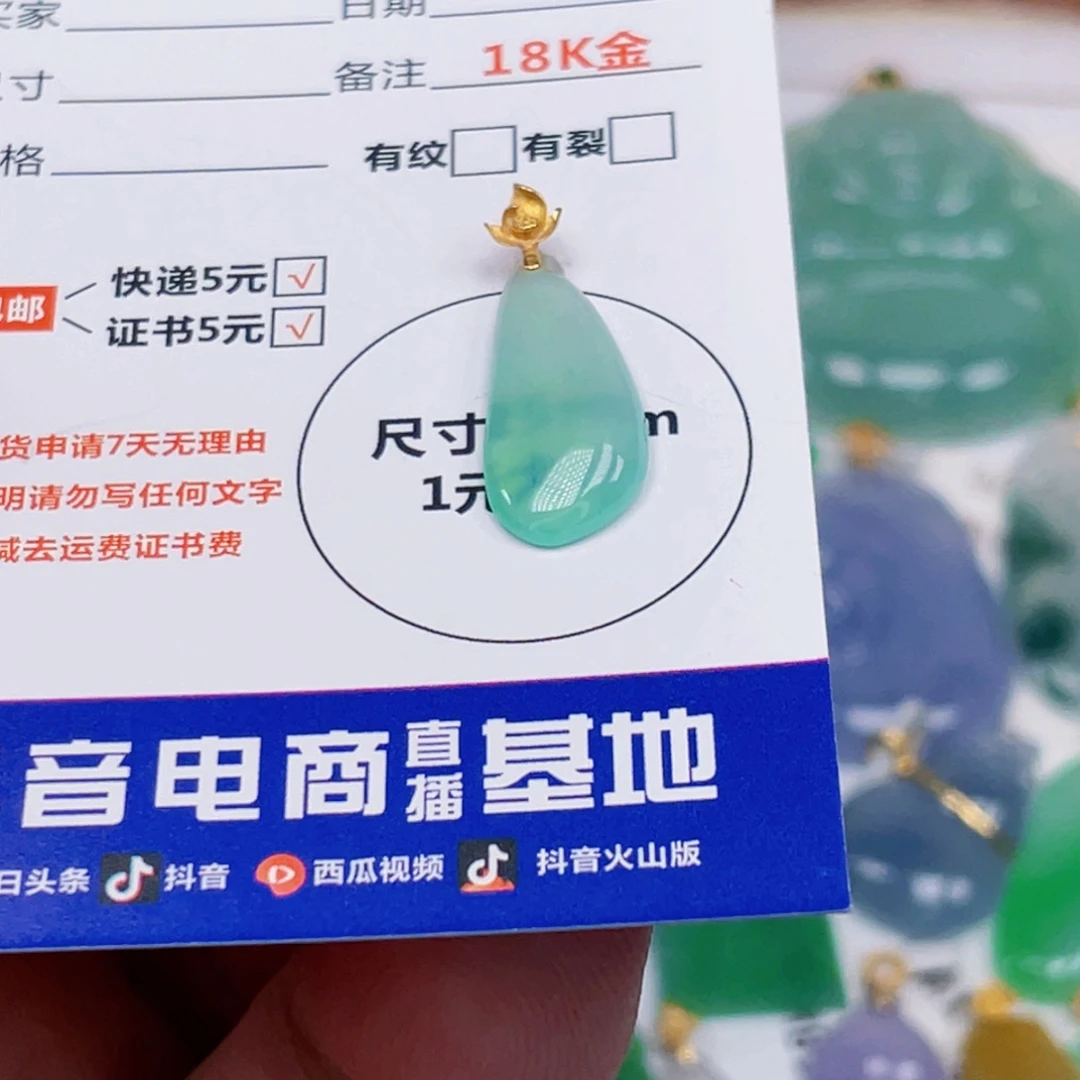 买家 日期
尺寸 备注 18K金
格 有纹 有裂
快递5元 √
包邮
证书5元 √
货申请7天无理由
尺寸 m
明请勿写任何文字
1元
减去运费证书费
音电商直播基地
日头条 抖音 西瓜视频 抖音火山版